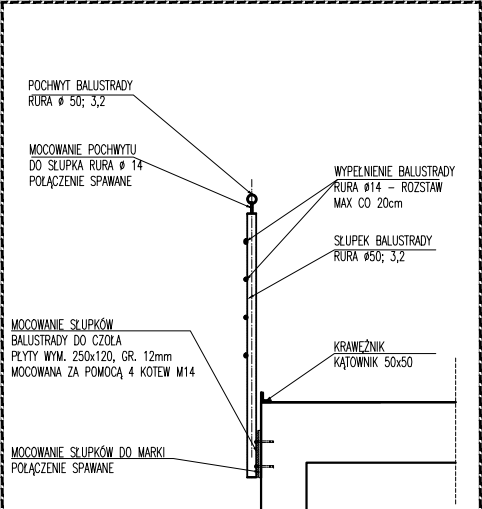 POCHWYT BALUSTRADY
RURA ø 50; 3,2
MOCOWANIE POCHWYTU
DO SŁUPKA RURA ø 14
POŁĄCZENIE SPAWANE
WYPEŁNIENIE BALUSTRADY
RURA ø14 – ROZSTAW
MAX CO 20cm
SŁUPEK BALUSTRADY
RURA ø50; 3,2
MOCOWANIE SŁUPKÓW
BALUSTRADY DO CZOŁA
PŁYTY WYM. 250x120, GR. 12mm
MOCOWANA ZA POMOCĄ 4 KOTEW M14
KRAWĘŻNIK
KĄTOWNIK 50x50
MOCOWANIE SŁUPKÓW DO MARKI
POŁĄCZENIE SPAWANE